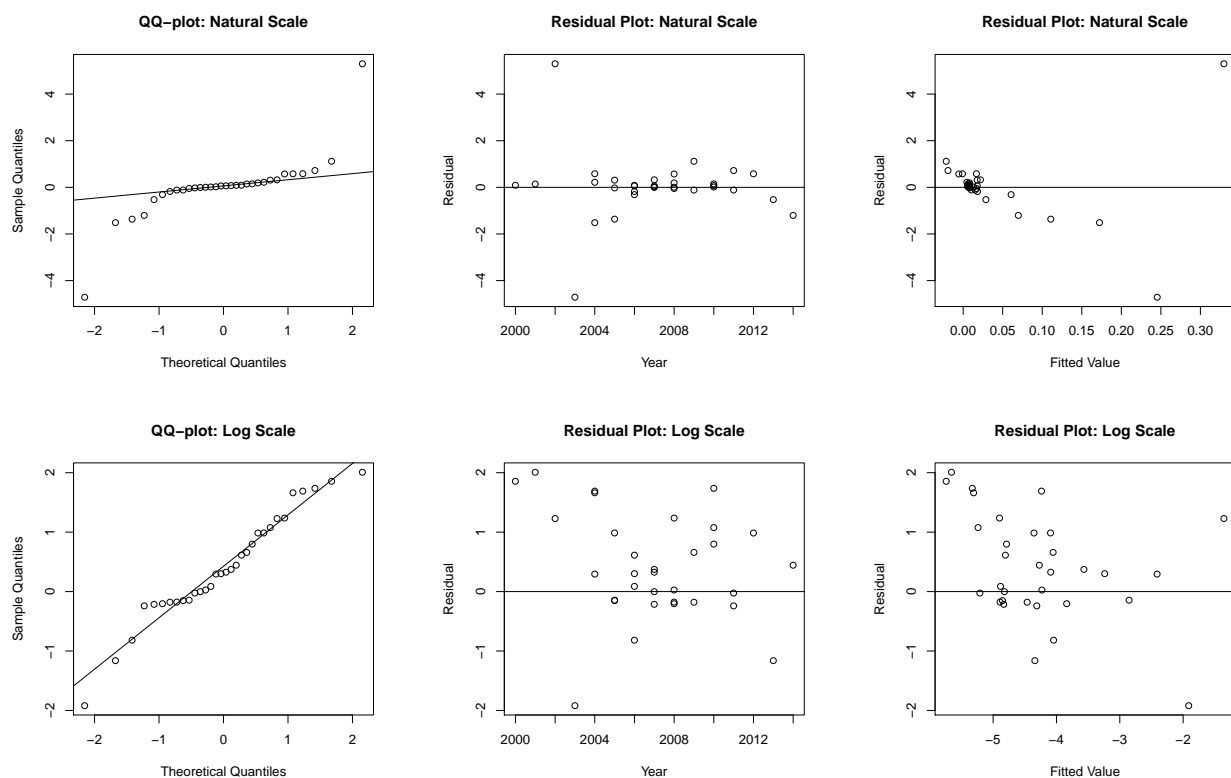 QQ−plot: Natural Scale
Sample Quantiles
4
2
0
−2
−4
−2 −1 0 1 2
Theoretical Quantiles
Residual Plot: Natural Scale
Residual
4
2
0
−2
−4
2000 2004 2008 2012
Year
Residual Plot: Natural Scale
Residual
4
2
0
−2
−4
0.00 0.05 0.10 0.15 0.20 0.25 0.30
Fitted Value
QQ−plot: Log Scale
Sample Quantiles
2
1
0
−1
−2
−2 −1 0 1 2
Theoretical Quantiles
Residual Plot: Log Scale
Residual
2
1
0
−1
−2
2000 2004 2008 2012
Year
Residual Plot: Log Scale
Residual
2
1
0
−1
−2
−5 −4 −3 −2
Fitted Value